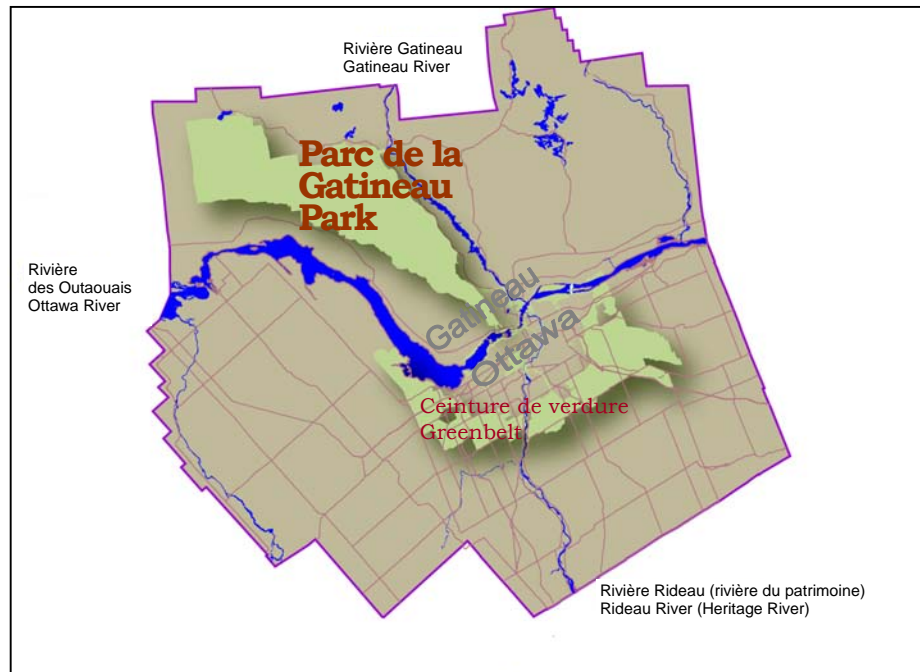 Rivière Gatineau
Gatineau River
Parc de la
Gatineau
Park
Rivière
des Outaouais
Ottawa River
Gatineau
Ottawa
Ceinture de verdure
Greenbelt
Rivière Rideau (rivière du patrimoine)
Rideau River (Heritage River)